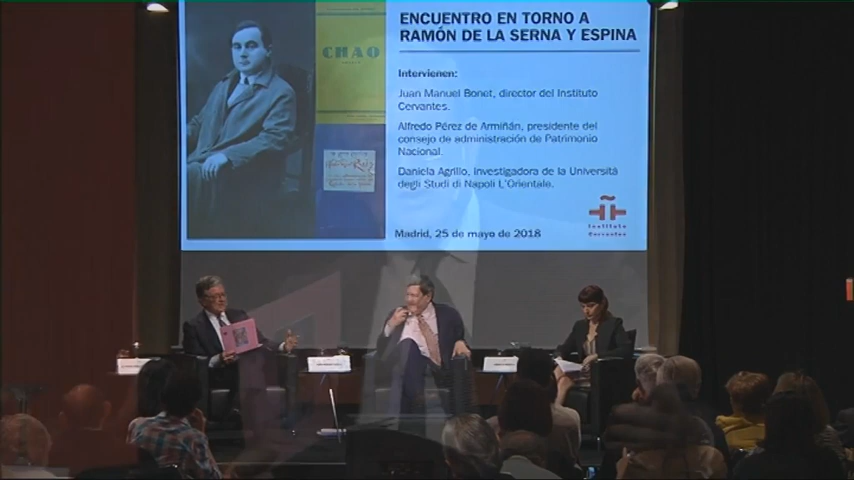 ENCUENTRO EN TORNO A
RAMÓN DE LA SERNA Y ESPINA
Intervienen:
Juan Manuel Bonet, director del Instituto
Cervantes.
Alfredo Pérez de Armiñán, presidente del
consejo de administración de Patrimonio
Nacional.
Daniela Agrillo, investigadora de la Università
degli Studi di Napoli L'Orientale.
Instituto
Cervantes
Madrid, 25 de mayo de 2018
CHAO